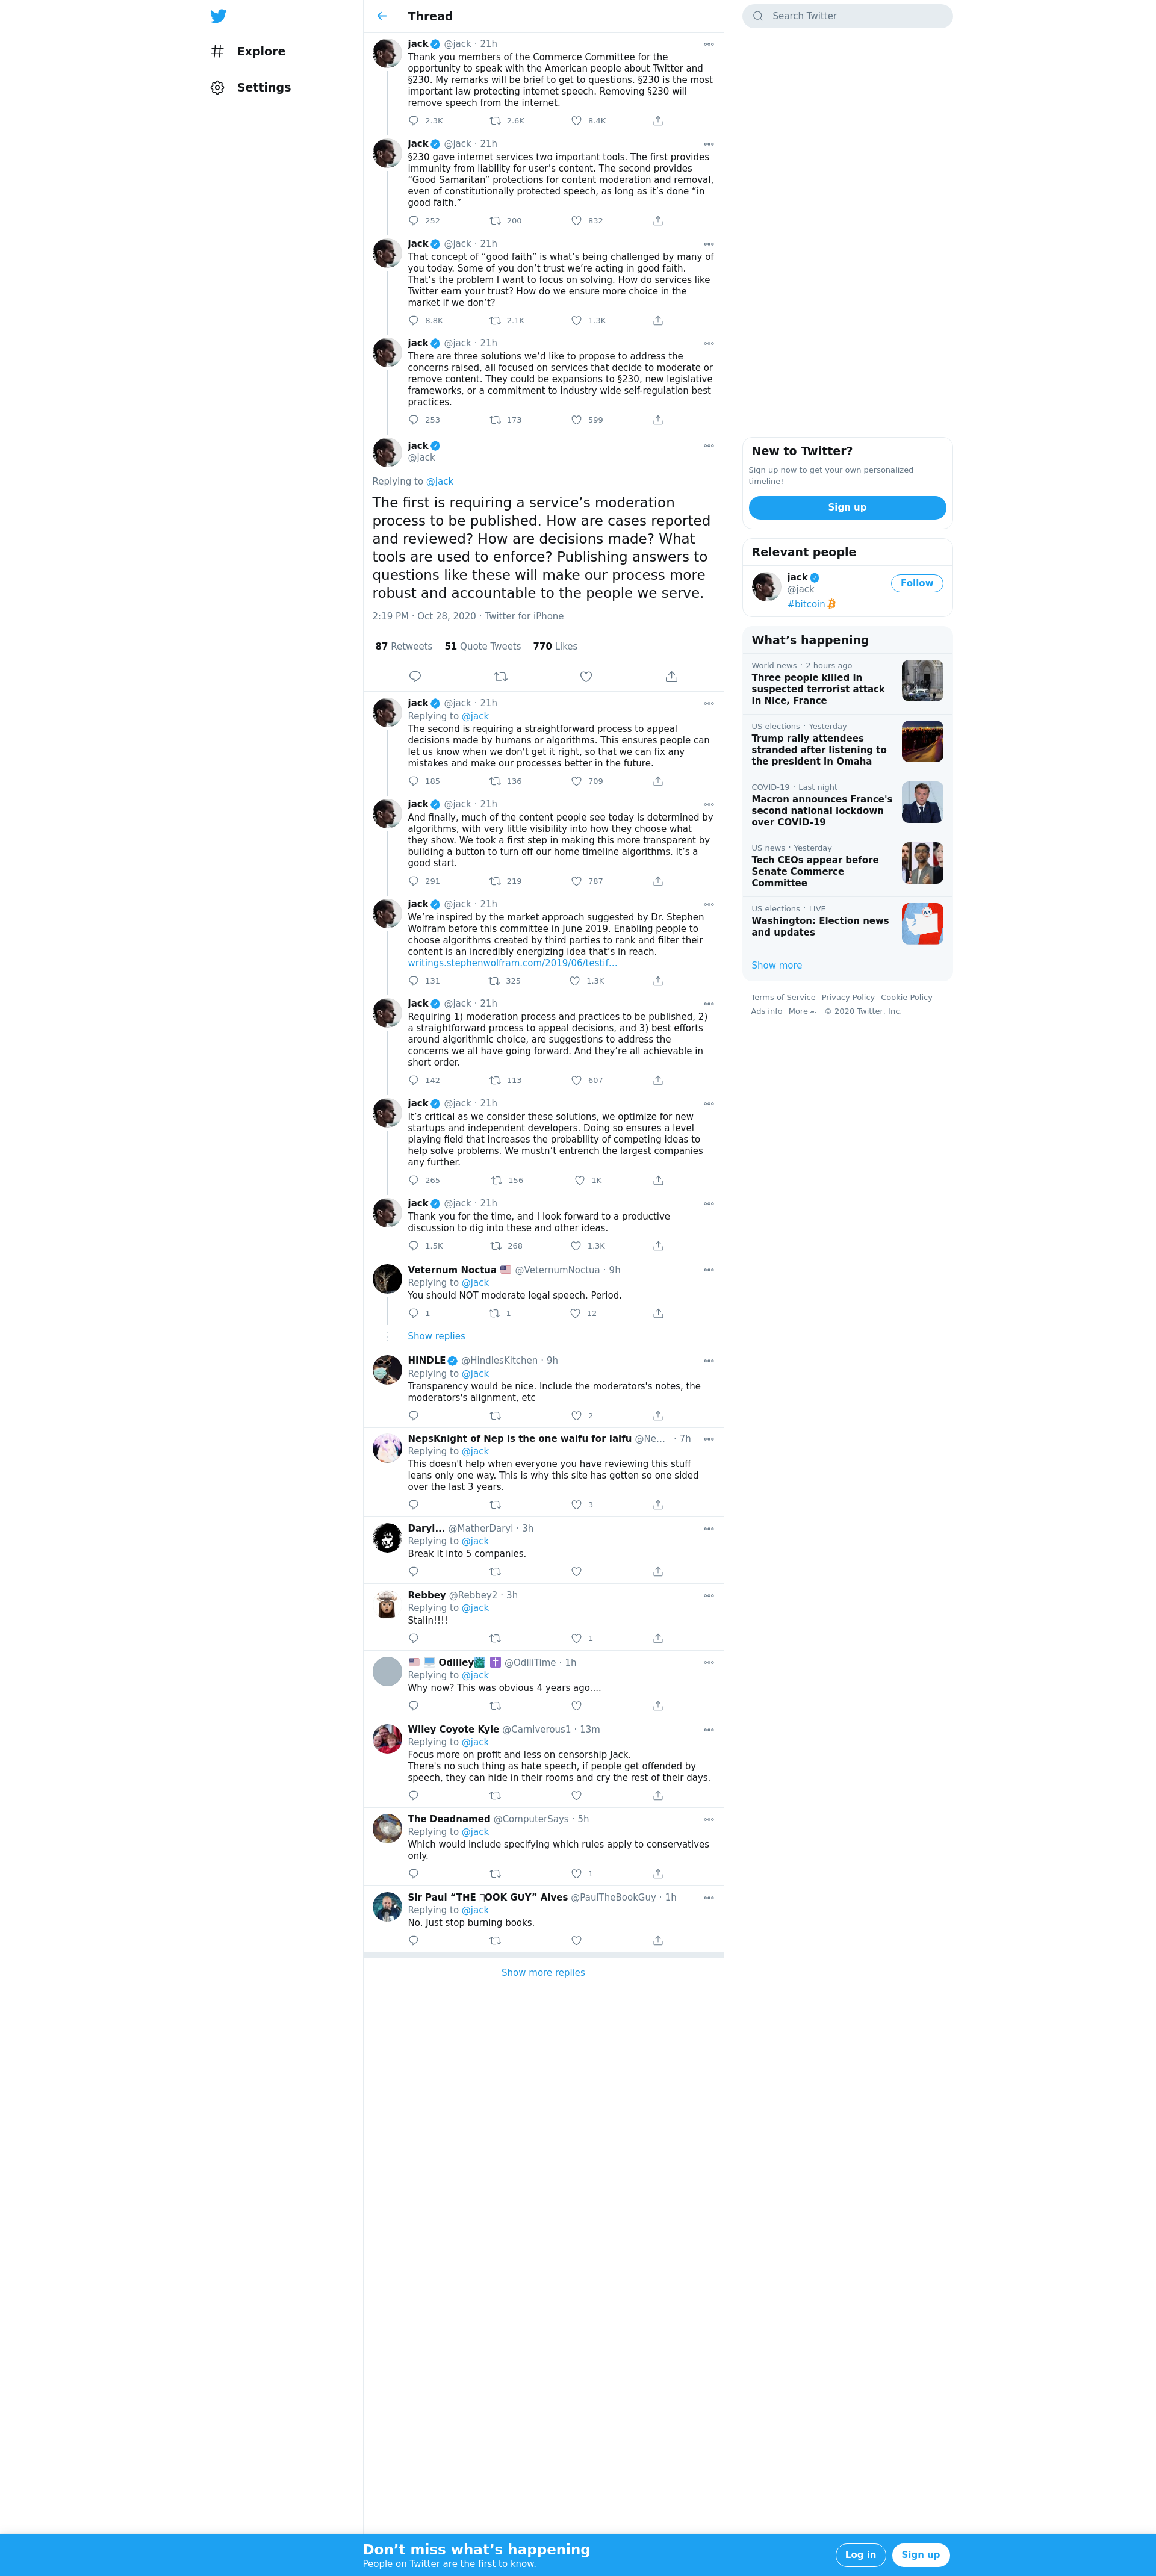 Explore
Settings
Thread
jack @jack · 21h
Thank you members of the Commerce Committee for the
opportunity to speak with the American people about Twitter and
§230. My remarks will be brief to get to questions. §230 is the most
important law protecting internet speech. Removing §230 will
remove speech from the internet.
2.3K 2.6K 8.4K
jack @jack · 21h
§230 gave internet services two important tools. The first provides
immunity from liability for user’s content. The second provides
“Good Samaritan” protections for content moderation and removal,
even of constitutionally protected speech, as long as it’s done “in
good faith.”
252 200 832
jack @jack · 21h
That concept of “good faith” is what’s being challenged by many of
you today. Some of you don’t trust we’re acting in good faith.
That’s the problem I want to focus on solving. How do services like
Twitter earn your trust? How do we ensure more choice in the
market if we don’t?
8.8K 2.1K 1.3K
jack @jack · 21h
There are three solutions we’d like to propose to address the
concerns raised, all focused on services that decide to moderate or
remove content. They could be expansions to §230, new legislative
frameworks, or a commitment to industry wide self-regulation best
practices.
253 173 599
jack
@jack
Replying to @jack
The first is requiring a service’s moderation
process to be published. How are cases reported
and reviewed? How are decisions made? What
tools are used to enforce? Publishing answers to
questions like these will make our process more
robust and accountable to the people we serve.
2:19 PM · Oct 28, 2020 · Twitter for iPhone
87 Retweets 51 Quote Tweets 770 Likes
jack @jack · 21h
Replying to @jack
The second is requiring a straightforward process to appeal
decisions made by humans or algorithms. This ensures people can
let us know when we don't get it right, so that we can fix any
mistakes and make our processes better in the future.
185 136 709
jack @jack · 21h
And finally, much of the content people see today is determined by
algorithms, with very little visibility into how they choose what
they show. We took a first step in making this more transparent by
building a button to turn off our home timeline algorithms. It’s a
good start.
291 219 787
jack @jack · 21h
We’re inspired by the market approach suggested by Dr. Stephen
Wolfram before this committee in June 2019. Enabling people to
choose algorithms created by third parties to rank and filter their
content is an incredibly energizing idea that’s in reach.
writings.stephenwolfram.com/2019/06/testif…
131 325 1.3K
jack @jack · 21h
Requiring 1) moderation process and practices to be published, 2)
a straightforward process to appeal decisions, and 3) best efforts
around algorithmic choice, are suggestions to address the
concerns we all have going forward. And they’re all achievable in
short order.
142 113 607
jack @jack · 21h
It’s critical as we consider these solutions, we optimize for new
startups and independent developers. Doing so ensures a level
playing field that increases the probability of competing ideas to
help solve problems. We mustn’t entrench the largest companies
any further.
265 156 1K
jack @jack · 21h
Thank you for the time, and I look forward to a productive
discussion to dig into these and other ideas.
1.5K 268 1.3K
Veternum Noctua @VeternumNoctua · 9h
Replying to @jack
You should NOT moderate legal speech. Period.
1 1 12
Show replies
HINDLE @HindlesKitchen · 9h
Replying to @jack
Transparency would be nice. Include the moderators's notes, the
moderators's alignment, etc
2
NepsKnight of Nep is the one waifu for laifu @Ne… · 7h
Replying to @jack
This doesn't help when everyone you have reviewing this stuff
leans only one way. This is why this site has gotten so one sided
over the last 3 years.
3
Daryl... @MatherDaryl · 3h
Replying to @jack
Break it into 5 companies.
Rebbey @Rebbey2 · 3h
Replying to @jack
Stalin!!!!
1
Odilley @OdiliTime · 1h
Replying to @jack
Why now? This was obvious 4 years ago....
Wiley Coyote Kyle @Carniverous1 · 13m
Replying to @jack
Focus more on profit and less on censorship Jack.
There's no such thing as hate speech, if people get offended by
speech, they can hide in their rooms and cry the rest of their days.
The Deadnamed @ComputerSays · 5h
Replying to @jack
Which would include specifying which rules apply to conservatives
only.
1
Sir Paul “THE OOK GUY” Alves @PaulTheBookGuy · 1h
Replying to @jack
No. Just stop burning books.
Show more replies
Search Twitter
New to Twitter?
Sign up now to get your own personalized
timeline!
Sign up
Relevant people
jack
@jack
Follow
#bitcoin
What’s happening
World news · 2 hours ago
Three people killed in
suspected terrorist attack
in Nice, France
US elections · Yesterday
Trump rally attendees
stranded after listening to
the president in Omaha
COVID-19 · Last night
Macron announces France's
second national lockdown
over COVID-19
US news · Yesterday
Tech CEOs appear before
Senate Commerce
Committee
US elections · LIVE
Washington: Election news
and updates
Show more
Terms of Service Privacy Policy Cookie Policy
Ads info More © 2020 Twitter, Inc.
Don’t miss what’s happening
People on Twitter are the first to know.
Log in
Sign up